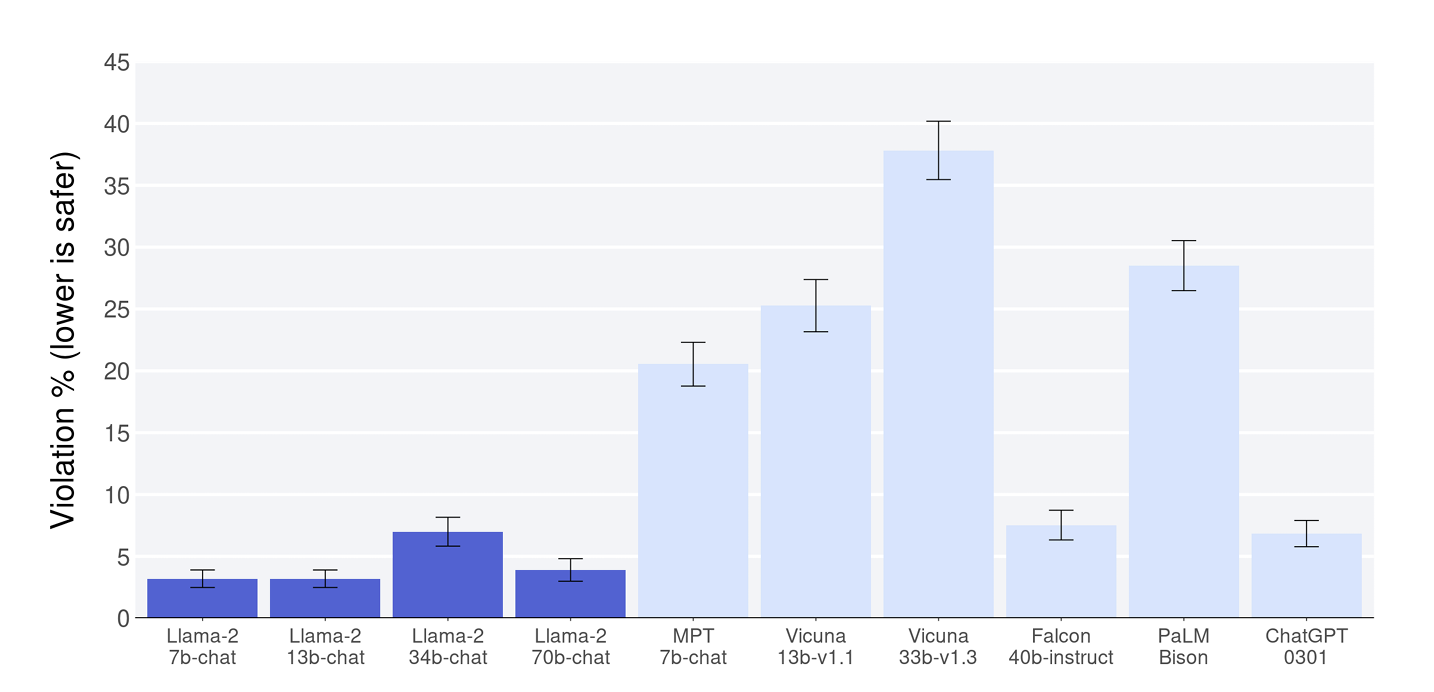 45
40
35
30
25
20
15
10
5
0
Violation % (lower is safer)
Llama-2
7b-chat
Llama-2
13b-chat
Llama-2
34b-chat
Llama-2
70b-chat
MPT
7b-chat
Vicuna
13b-v1.1
Vicuna
33b-v1.3
Falcon
40b-instruct
PaLM
Bison
ChatGPT
0301